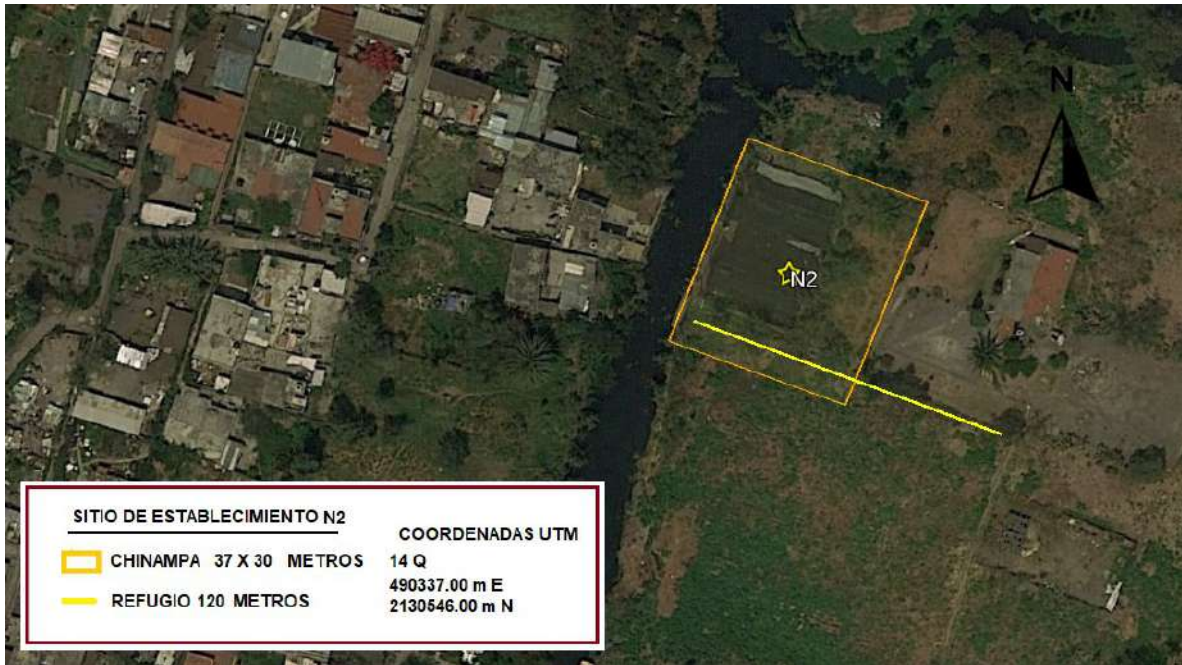 N
N2
SITIO DE ESTABLECIMIENTO N2
COORDENADAS UTM
CHINAMPA 37 X 30 METROS
14 Q
490337.00 m E
REFUGIO 120 METROS
2130546.00 m N